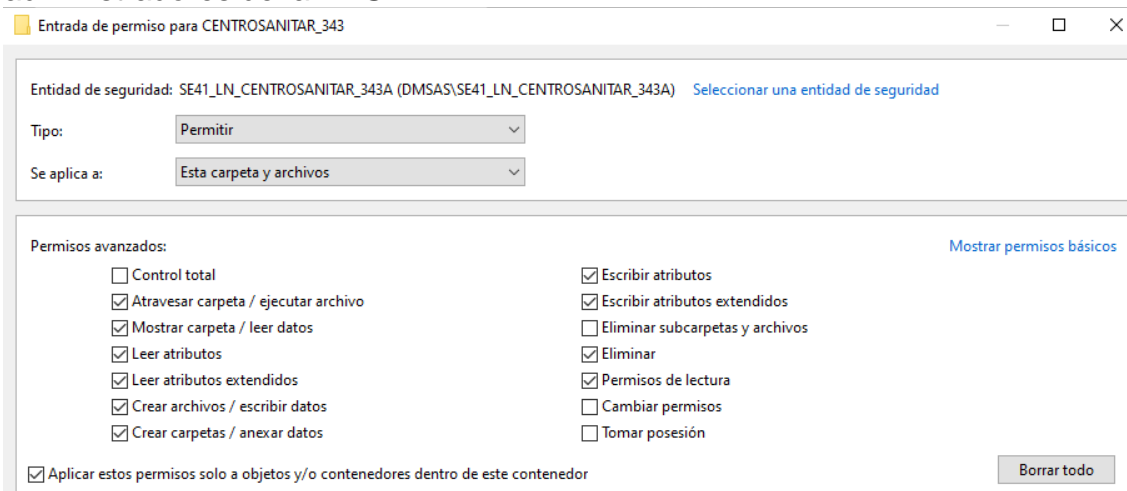 Entrada de permiso para CENTROSANITAR_343
Entidad de seguridad: SE41_LN_CENTROSANITAR_343A (DMSAS\SE41_LN_CENTROSANITAR_343A) Seleccionar una entidad de seguridad
Tipo: Permitir
Se aplica a: Esta carpeta y archivos
Permisos avanzados: Mostrar permisos básicos
Control total Escribir atributos
Atravesar carpeta / ejecutar archivo Escribir atributos extendidos
Mostrar carpeta / leer datos Eliminar subcarpetas y archivos
Leer atributos Eliminar
Leer atributos extendidos Permisos de lectura
Crear archivos / escribir datos Cambiar permisos
Crear carpetas / anexar datos Tomar posesión
Aplicar estos permisos solo a objetos y/o contenedores dentro de este contenedor Borrar todo